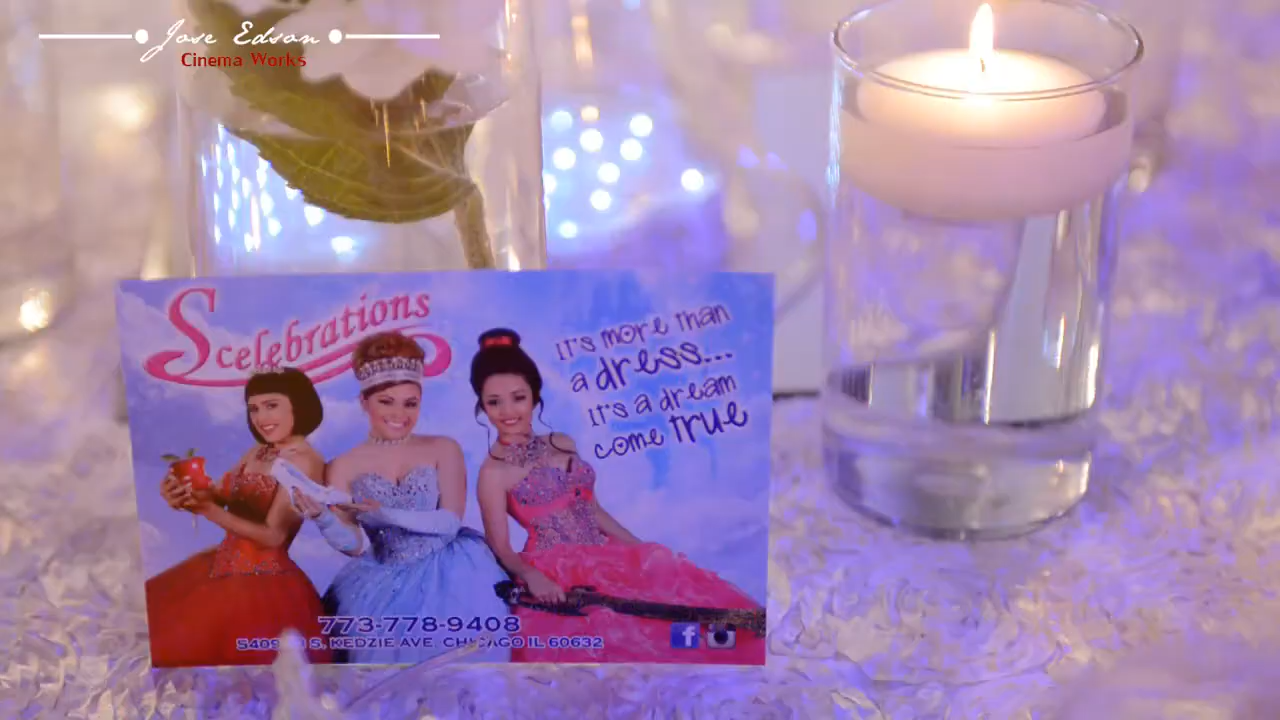 Jose Edson
Cinema Works
Scelebrations
It's more than
a dress...
It's a dream
come true
773-778-9408
S. KEDZIE AVE. CHICAGO IL 60632